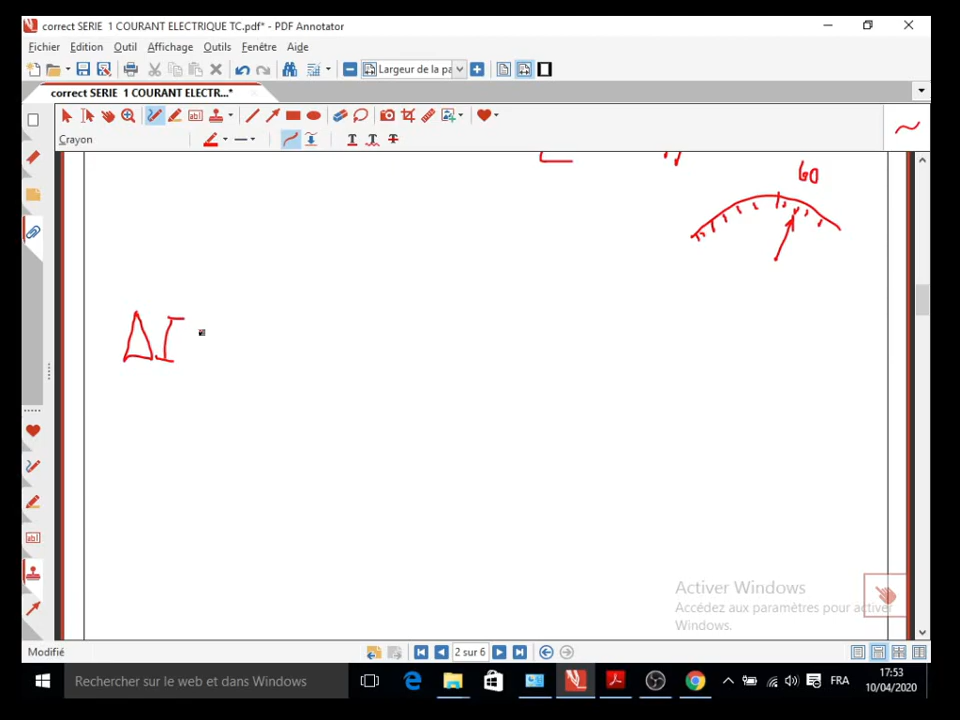 correct SERIE 1 COURANT ELECTRIQUE TC.pdf* - PDF Annotator
Fichier Edition Outil Affichage Outils Fenêtre Aide
Largeur de la pa
correct SERIE 1 COURANT ELECTR...*
Crayon
60
ΔI
Activer Windows
Accédez aux paramètres pour activer
Windows.
Modifié
2 sur 6
Rechercher sur le web et dans Windows
FRA
17:53
10/04/2020